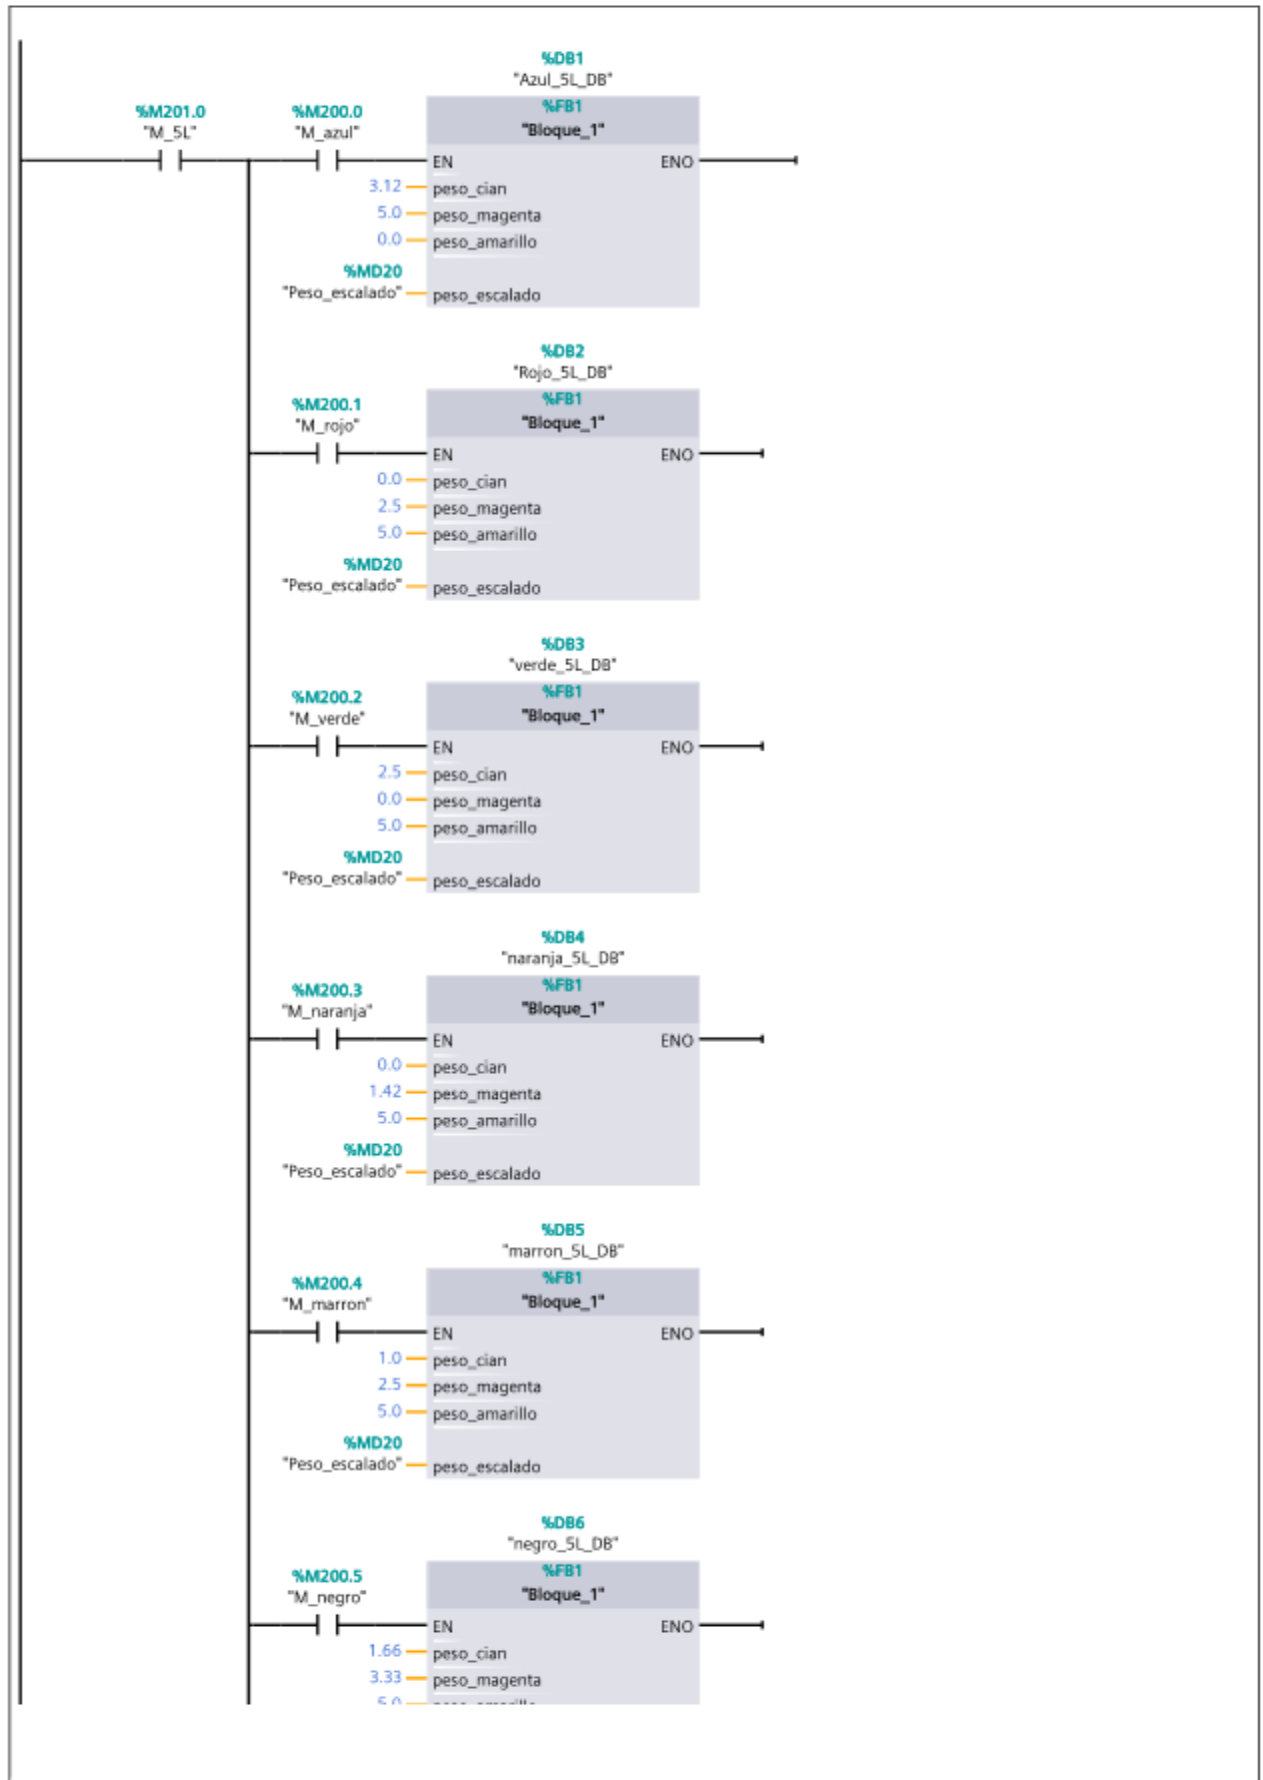 %DB1
"Azul_5L_DB"
%M201.0 %M200.0 %FB1
"M_5L" "M_azul" "Bloque_1"
EN ENO
3.12 peso_cian
5.0 peso_magenta
0.0 peso_amarillo
%MD20
"Peso_escalado" peso_escalado
%DB2
"Rojo_5L_DB"
%M200.1 %FB1
"M_rojo" "Bloque_1"
EN ENO
0.0 peso_cian
2.5 peso_magenta
5.0 peso_amarillo
%MD20
"Peso_escalado" peso_escalado
%DB3
"verde_5L_DB"
%M200.2 %FB1
"M_verde" "Bloque_1"
EN ENO
2.5 peso_cian
0.0 peso_magenta
5.0 peso_amarillo
%MD20
"Peso_escalado" peso_escalado
%DB4
"naranja_5L_DB"
%M200.3 %FB1
"M_naranja" "Bloque_1"
EN ENO
0.0 peso_cian
1.42 peso_magenta
5.0 peso_amarillo
%MD20
"Peso_escalado" peso_escalado
%DB5
"marron_5L_DB"
%M200.4 %FB1
"M_marron" "Bloque_1"
EN ENO
1.0 peso_cian
2.5 peso_magenta
5.0 peso_amarillo
%MD20
"Peso_escalado" peso_escalado
%DB6
"negro_5L_DB"
%M200.5 %FB1
"M_negro" "Bloque_1"
EN ENO
1.66 peso_cian
3.33 peso_magenta